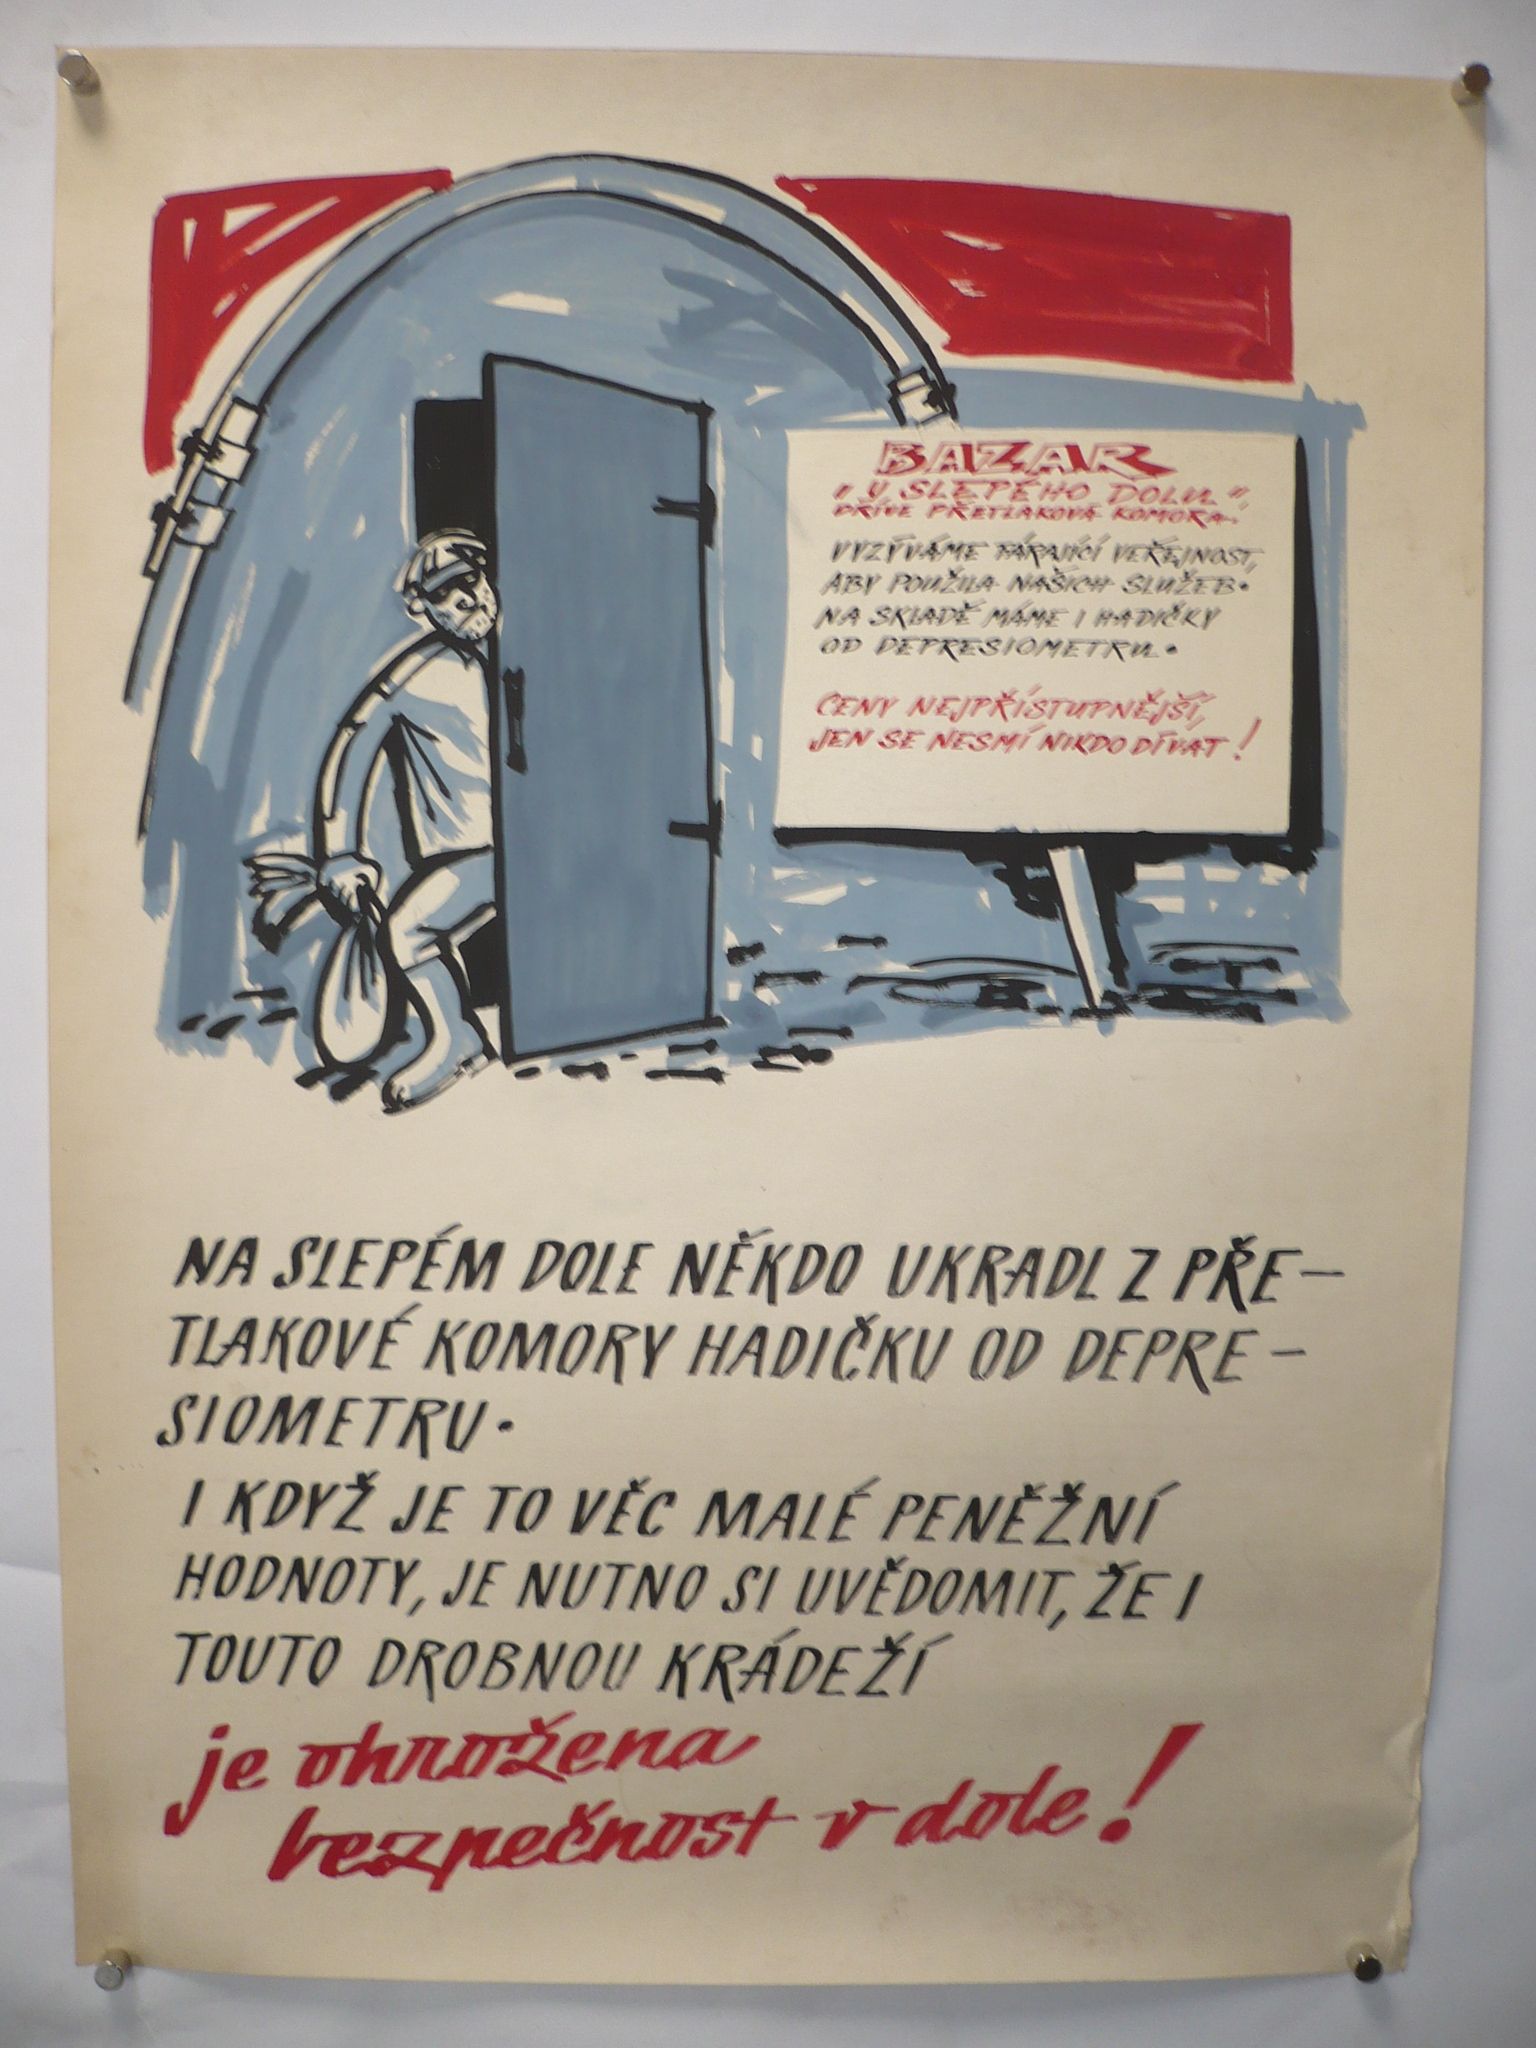 BAZAR
"U SLEPÉHO DOLU"
DŘÍVE PŘETLAKOVÁ KOMORA.
VYZÝVÁME FÁRAJÍCÍ VEŘEJNOST,
ABY POUŽILA NAŠICH SLUŽEB.
NA SKLADĚ MÁME I HADIČKY
OD DEPRESIOMETRU.
CENY NEJPŘÍSTUPNĚJŠÍ,
JEN SE NESMÍ NIKDO DÍVAT!
NA SLEPÉM DOLE NĚKDO UKRADL Z PŘE-
TLAKOVÉ KOMORY HADIČKU OD DEPRE-
SIOMETRU.
I KDYŽ JE TO VĚC MALÉ PENĚŽNÍ
HODNOTY, JE NUTNO SI UVĚDOMIT, ŽE I
TOUTO DROBNOU KRÁDEŽÍ
je ohrožena
bezpečnost v dole!